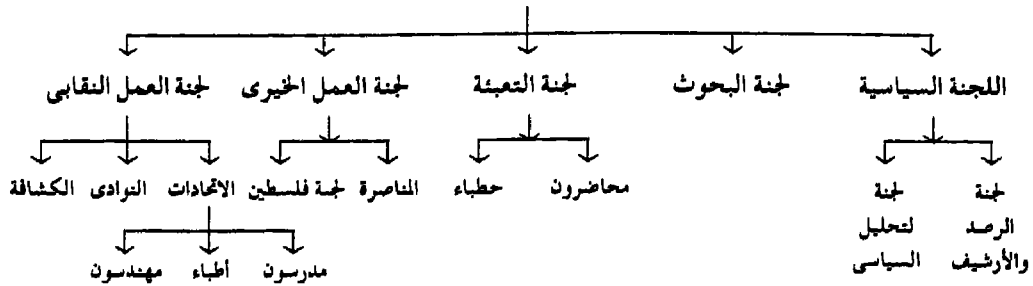 اللجنة السياسية
لجنة البحوث
لجنة التعبئة
لجنة العمل الخيرى
لجنة العمل النقابى
لجنة
الرصد
والأرشيف
لجنة
لتحليل
السياسى
محاضرون
حطباء
المناصرة
لجنة فلسطين
الاتحادات
النوادى
الكشافة
مدرسون
أطباء
مهندسون